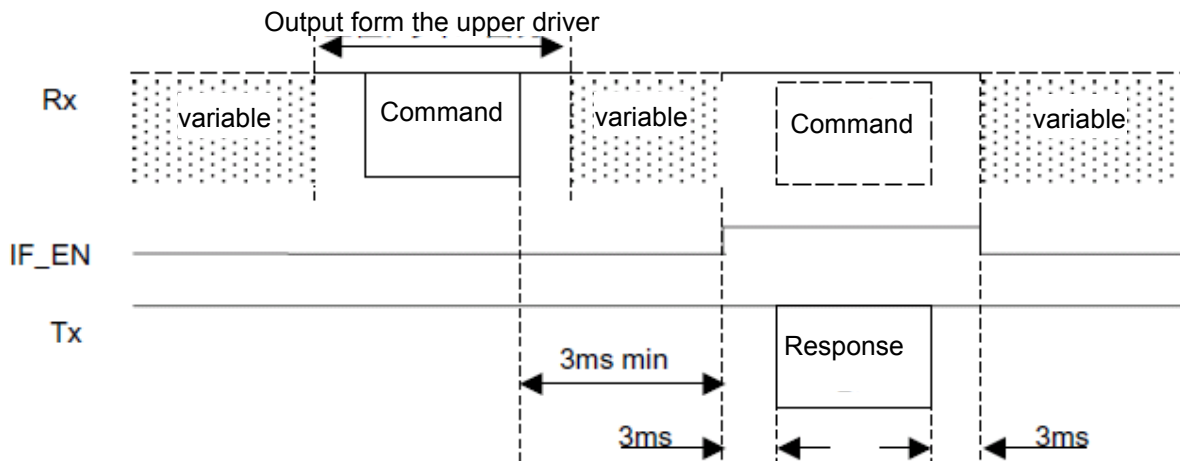 Output form the upper driver
Rx
variable
Command
variable
Command
variable
IF_EN
Tx
Response
3ms min
3ms
3ms